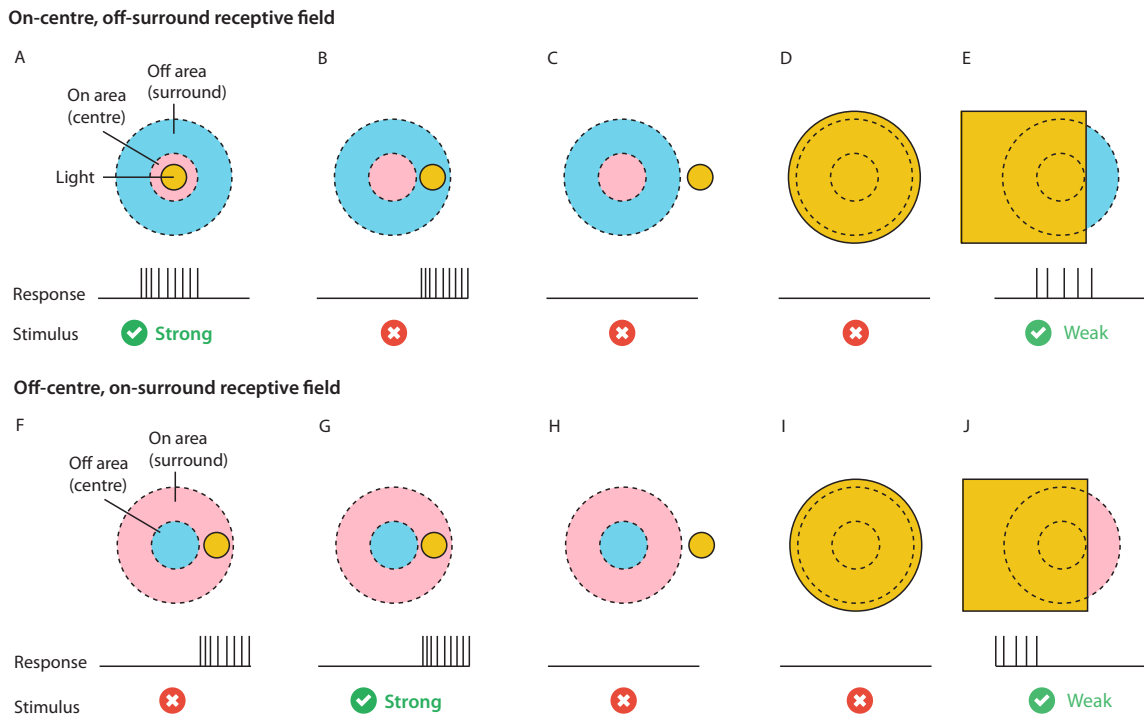 On-centre, off-surround receptive field
A
B
C
D
E
Off area
(surround)
On area
(centre)
Light
Response
Stimulus
Strong
Weak
Off-centre, on-surround receptive field
F
G
H
I
J
On area
(surround)
Off area
(centre)
Response
Stimulus
Strong
Weak